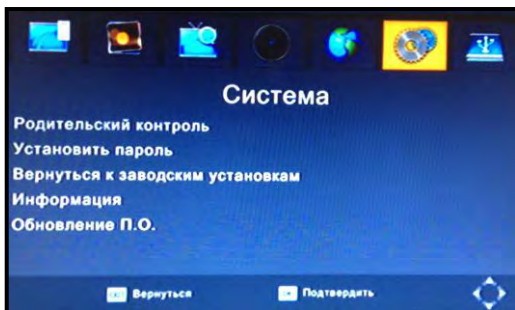 Система
Родительский контроль
Установить пароль
Вернуться к заводским установкам
Информация
Обновление П.О.
Вернуться
Подтвердить